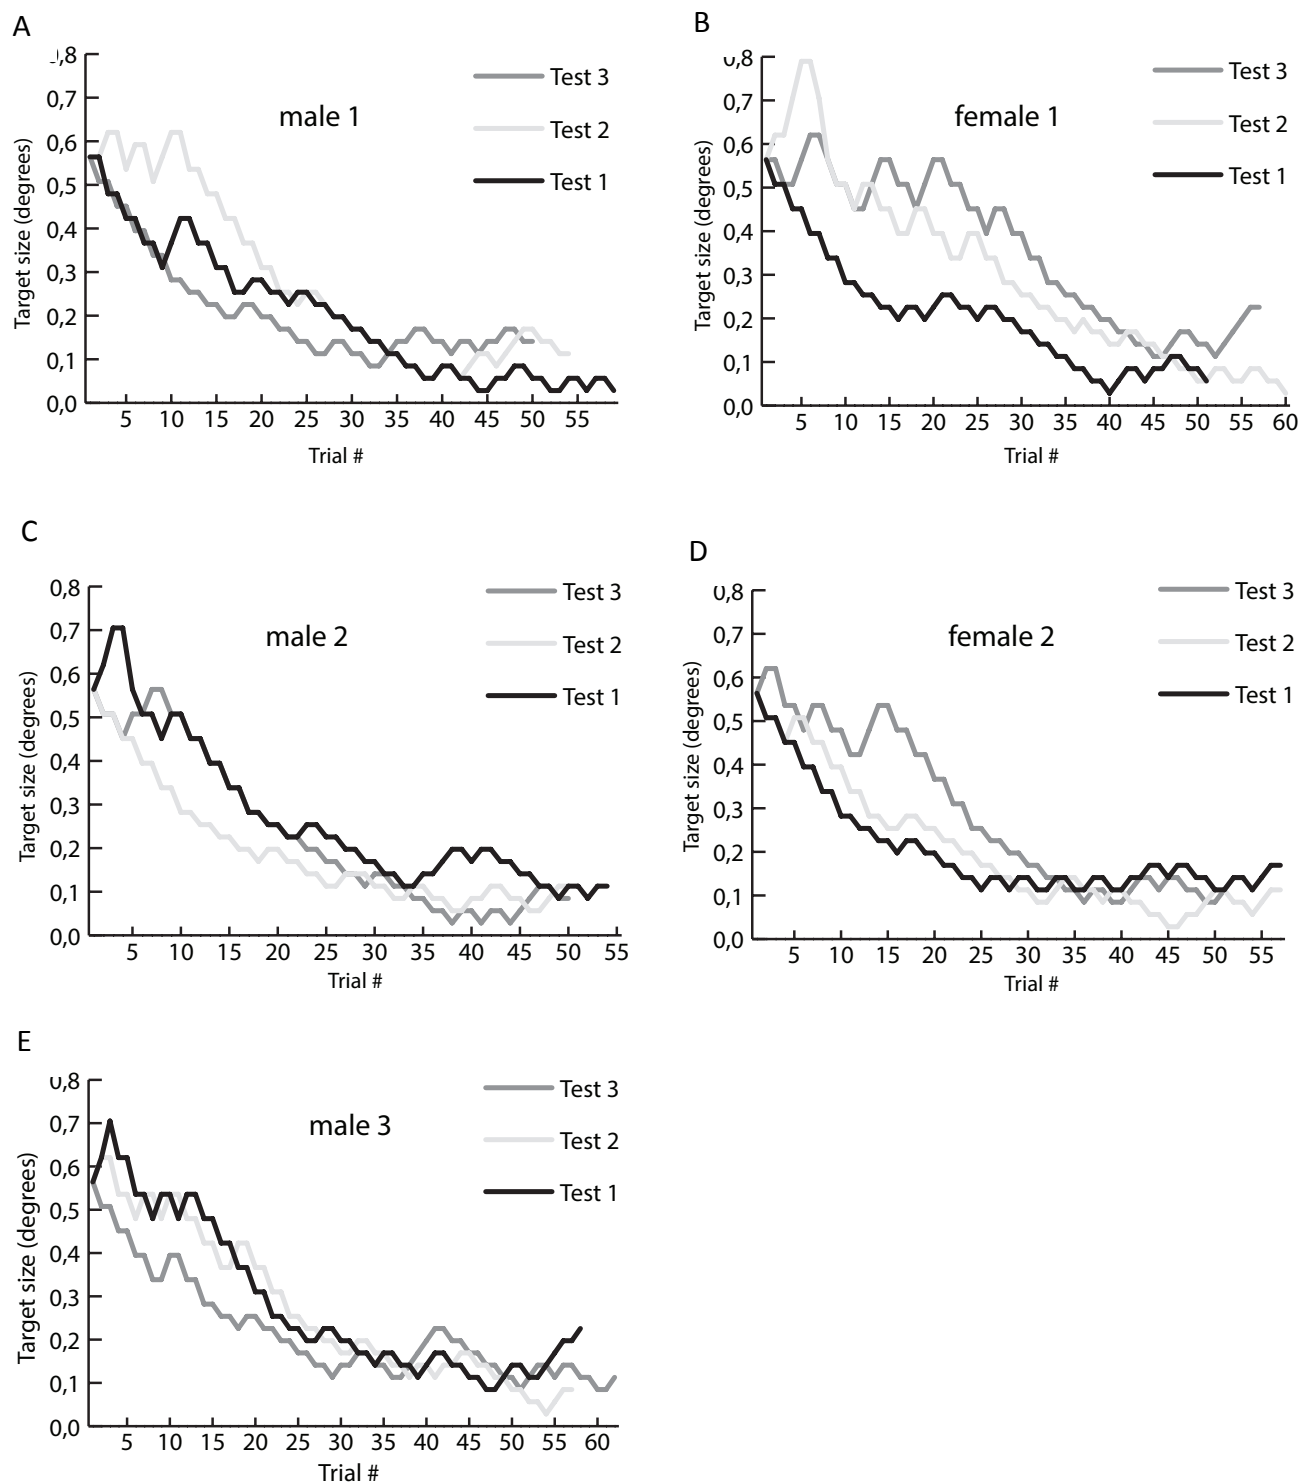 A
0,8
0,7
0,6
0,5
0,4
0,3
0,2
0,1
0,0
Target size (degrees)
male 1
Test 3
Test 2
Test 1
5 10 15 20 25 30 35 40 45 50 55
Trial #
B
0,8
0,7
0,6
0,5
0,4
0,3
0,2
0,1
0,0
Target size (degrees)
female 1
Test 3
Test 2
Test 1
5 10 15 20 25 30 35 40 45 50 55 60
Trial #
C
0,8
0,7
0,6
0,5
0,4
0,3
0,2
0,1
0,0
Target size (degrees)
male 2
Test 3
Test 2
Test 1
5 10 15 20 25 30 35 40 45 50 55
Trial #
D
0,8
0,7
0,6
0,5
0,4
0,3
0,2
0,1
0,0
Target size (degrees)
female 2
Test 3
Test 2
Test 1
5 10 15 20 25 30 35 40 45 50 55
Trial #
E
0,8
0,7
0,6
0,5
0,4
0,3
0,2
0,1
0,0
Target size (degrees)
male 3
Test 3
Test 2
Test 1
5 10 15 20 25 30 35 40 45 50 55 60
Trial #